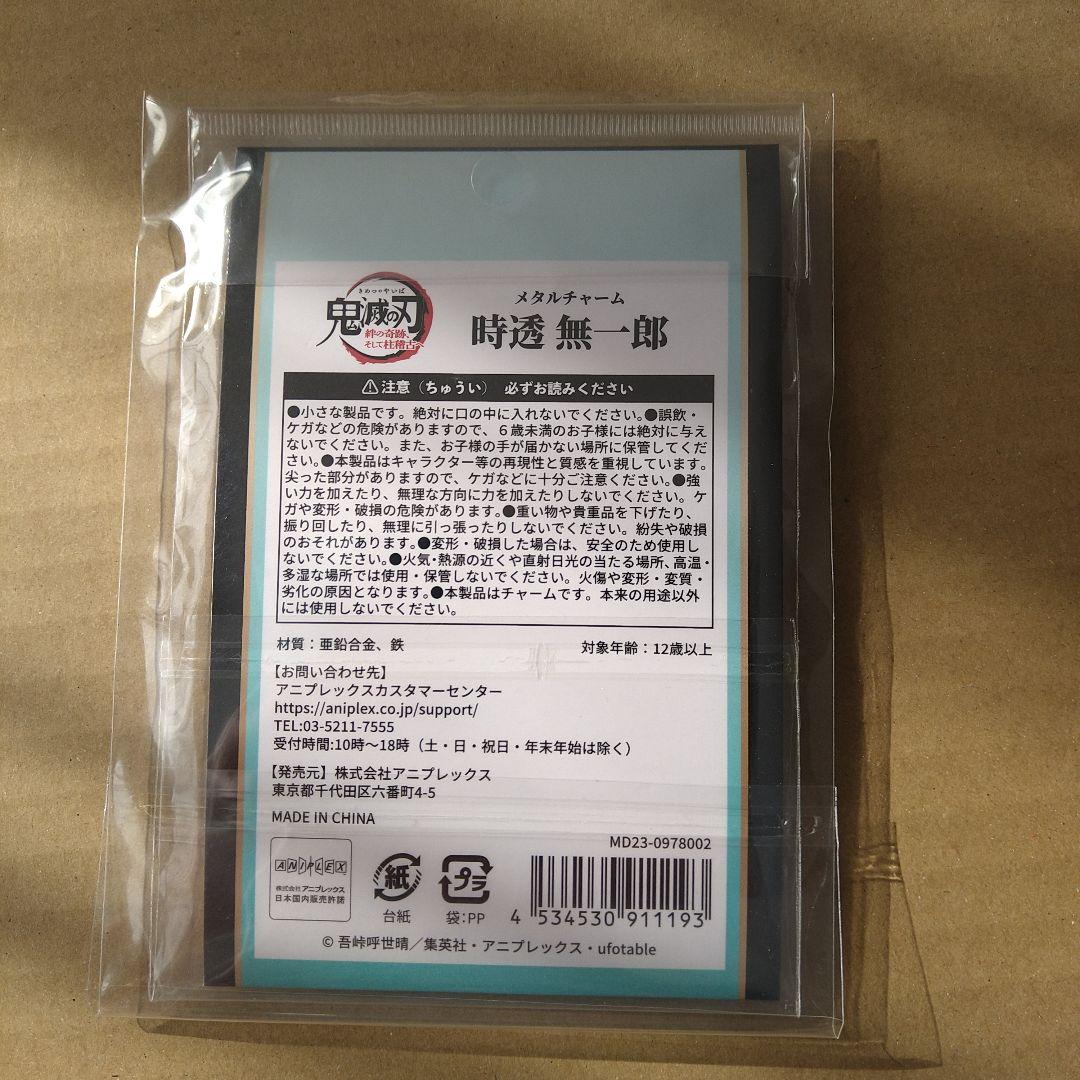 きめつのやいば
鬼滅の刃
絆の奇跡、
そして柱稽古へ
メタルチャーム
時透 無一郎
⚠注意（ちゅうい） 必ずお読みください
●小さな製品です。絶対に口の中に入れないでください。●誤飲・
ケガなどの危険がありますので、６歳未満のお子様には絶対に与え
ないでください。また、お子様の手が届かない場所に保管してくだ
さい。●本製品はキャラクター等の再現性と質感を重視しています。
尖った部分がありますので、ケガなどに十分ご注意ください。●強
い力を加えたり、無理な方向に力を加えたりしないでください。ケ
ガや変形・破損の危険があります。●重い物や貴重品を下げたり、
振り回したり、無理に引っ張ったりしないでください。紛失や破損
のおそれがあります。●変形・破損した場合は、安全のため使用し
ないでください。●火気・熱源の近くや直射日光の当たる場所、高温・
多湿な場所では使用・保管しないでください。火傷や変形・変質・
劣化の原因となります。●本製品はチャームです。本来の用途以外
には使用しないでください。
材質：亜鉛合金、鉄
対象年齢：12歳以上
【お問い合わせ先】
アニプレックスカスタマーセンター
https://aniplex.co.jp/support/
TEL:03-5211-7555
受付時間:10時～18時（土・日・祝日・年末年始は除く）
【発売元】株式会社アニプレックス
東京都千代田区六番町4-5
MADE IN CHINA
MD23-0978002
ANIPLEX
株式会社アニプレックス
日本国内販売許諾
紙
台紙
プラ
袋：PP
4 534530 911193
© 吾峠呼世晴／集英社・アニプレックス・ufotable